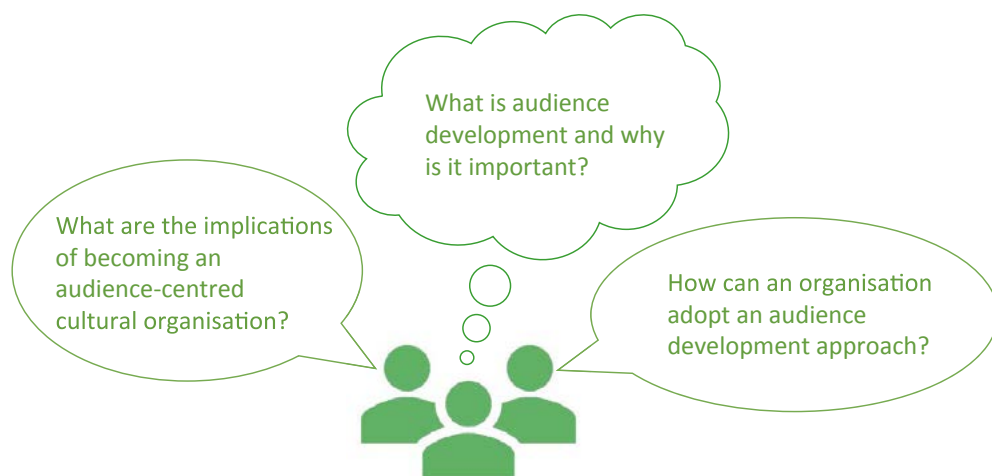 What is audience
development and why
is it important?
What are the implications
of becoming an
audience-centred
cultural organisation?
How can an organisation
adopt an audience
development approach?